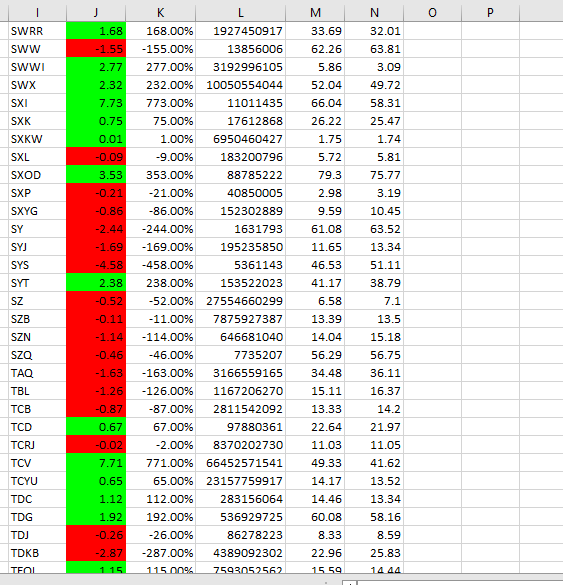 I J K L M N O P
SWRR 1.68 168.00% 1927450917 33.69 32.01
SWW -1.55 -155.00% 13856006 62.26 63.81
SWWI 2.77 277.00% 3192996105 5.86 3.09
SWX 2.32 232.00% 10050554044 52.04 49.72
SXI 7.73 773.00% 11011435 66.04 58.31
SXK 0.75 75.00% 17612868 26.22 25.47
SXKW 0.01 1.00% 6950460427 1.75 1.74
SXL -0.09 -9.00% 183200796 5.72 5.81
SXOD 3.53 353.00% 88785222 79.3 75.77
SXP -0.21 -21.00% 40850005 2.98 3.19
SXYG -0.86 -86.00% 152302889 9.59 10.45
SY -2.44 -244.00% 1631793 61.08 63.52
SYJ -1.69 -169.00% 195235850 11.65 13.34
SYS -4.58 -458.00% 5361143 46.53 51.11
SYT 2.38 238.00% 153522023 41.17 38.79
SZ -0.52 -52.00% 27554660299 6.58 7.1
SZB -0.11 -11.00% 7875927387 13.39 13.5
SZN -1.14 -114.00% 646681040 14.04 15.18
SZQ -0.46 -46.00% 7735207 56.29 56.75
TAQ -1.63 -163.00% 3166559165 34.48 36.11
TBL -1.26 -126.00% 1167206270 15.11 16.37
TCB -0.87 -87.00% 2811542092 13.33 14.2
TCD 0.67 67.00% 97880361 22.64 21.97
TCRJ -0.02 -2.00% 8370202730 11.03 11.05
TCV 7.71 771.00% 66452571541 49.33 41.62
TCYU 0.65 65.00% 23157759917 14.17 13.52
TDC 1.12 112.00% 283156064 14.46 13.34
TDG 1.92 192.00% 536929725 60.08 58.16
TDJ -0.26 -26.00% 86278223 8.33 8.59
TDKB -2.87 -287.00% 4389092302 22.96 25.83
1.15 115.00% 7593052562 15.59 14.44